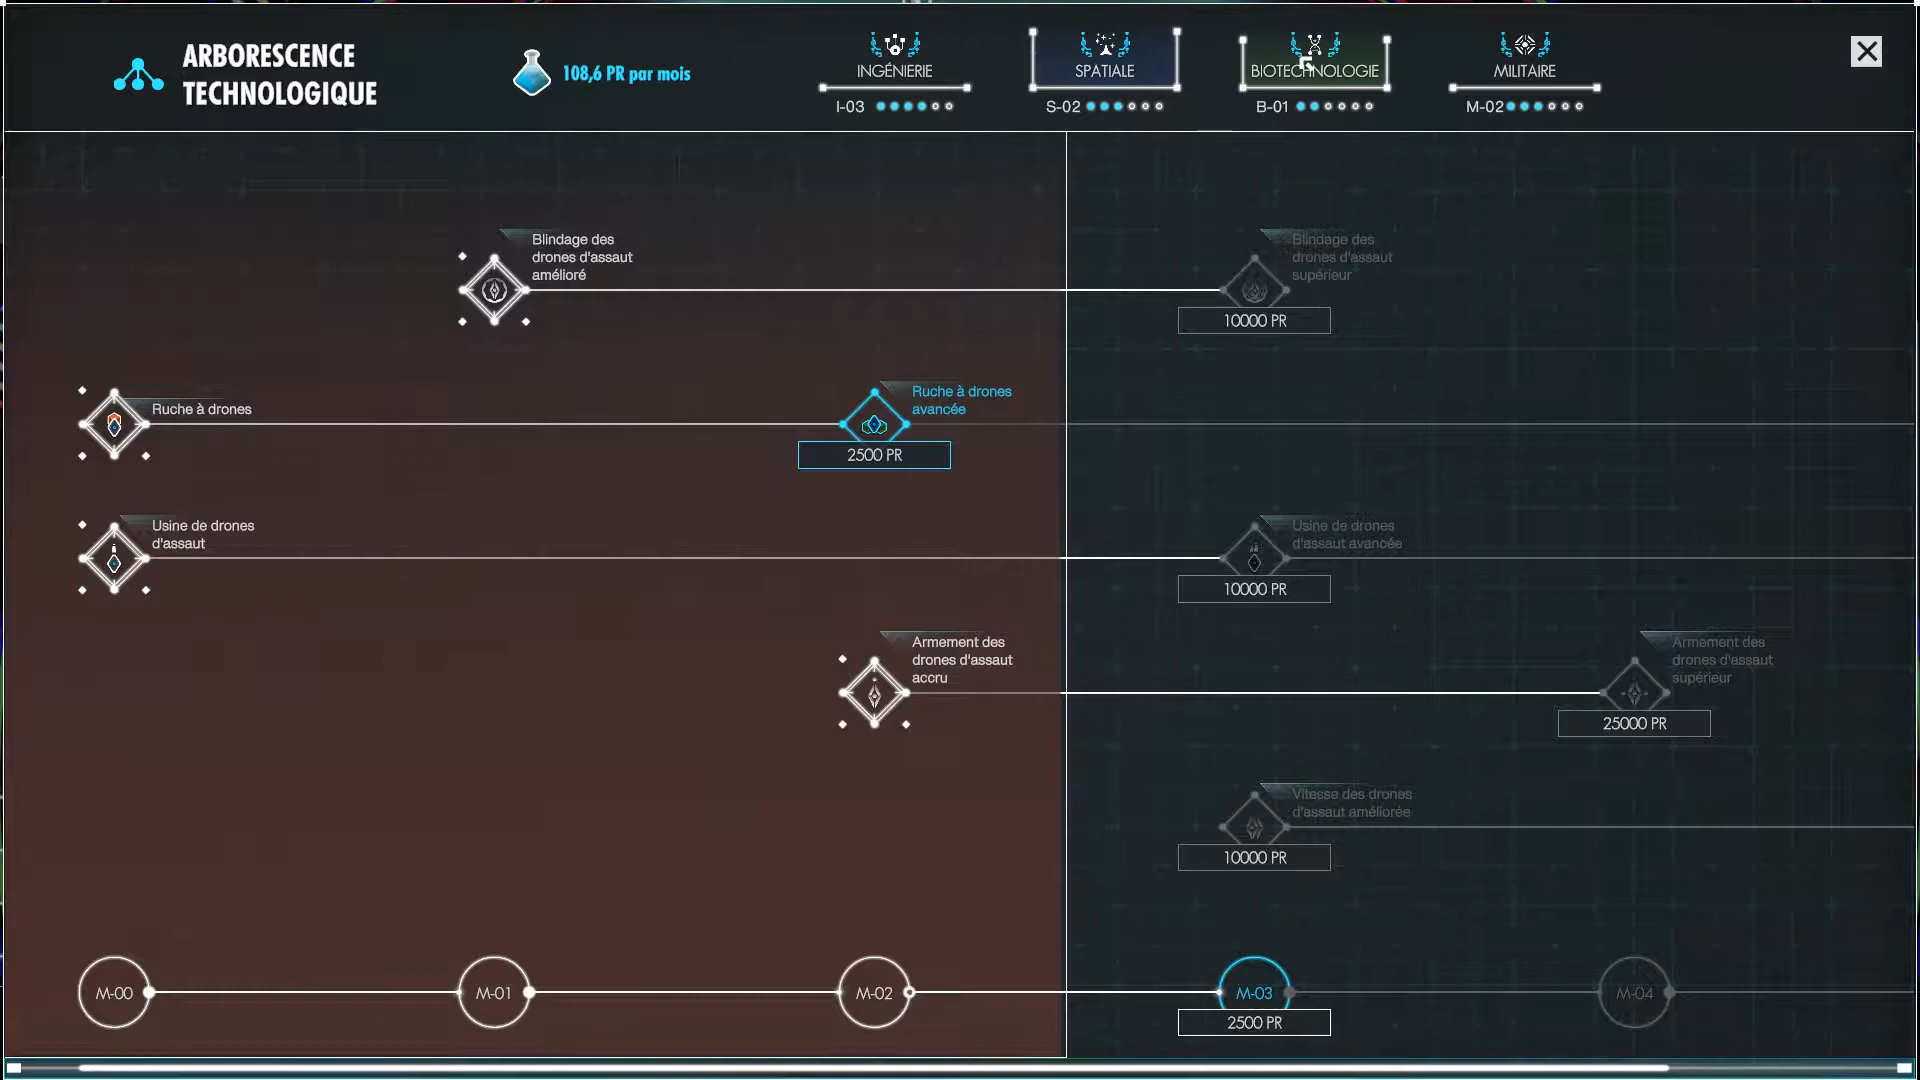 ARBORESCENCE
TECHNOLOGIQUE
108,6 PR par mois
INGÉNIERIE
I-03
SPATIALE
S-02
BIOTECHNOLOGIE
B-01
MILITAIRE
M-02
Blindage des
drones d'assaut
amélioré
Blindage des
drones d'assaut
supérieur
10000 PR
Ruche à drones
Ruche à drones
avancée
2500 PR
Usine de drones
d'assaut
Usine de drones
d'assaut avancée
10000 PR
Armement des
drones d'assaut
accru
Armement des
drones d'assaut
supérieur
25000 PR
Vitesse des drones
d'assaut améliorée
10000 PR
M-00
M-01
M-02
M-03
2500 PR
M-04